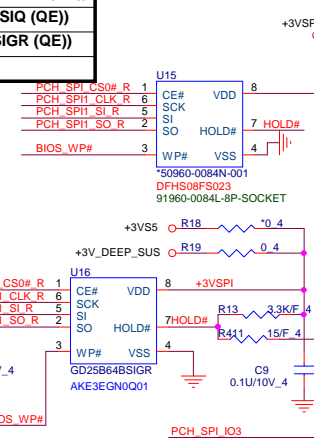 SIQ (QE))
SIGR (QE))
+3VSP
U15
PCH_SPI_CS0#_R 1 CE# VDD 8
PCH_SPI1_CLK_R 6 SCK
PCH_SPI1_SI_R 5 SI
PCH_SPI1_SO_R 2 SO HOLD# 7 HOLD#
BIOS_WP# 3 WP# VSS 4
*50960-0084N-001
DFHS08FS023
91960-0084L-8P-SOCKET
+3VS5 R18 *0_4
+3V_DEEP_SUS R19 0_4
U16
CS0#_R 1 CE# VDD 8 +3VSPI
CLK_R 6 SCK
SI_R 5 SI
SO_R 2 SO HOLD# 7 HOLD#
R13 3.3K/F_4
R411 15/F_4
3 WP# VSS 4
GD25B64BSIGR
AKE3EGN0Q01
V_4
C9
0.1U/10V_4
OS_WP#
PCH_SPI_IO3